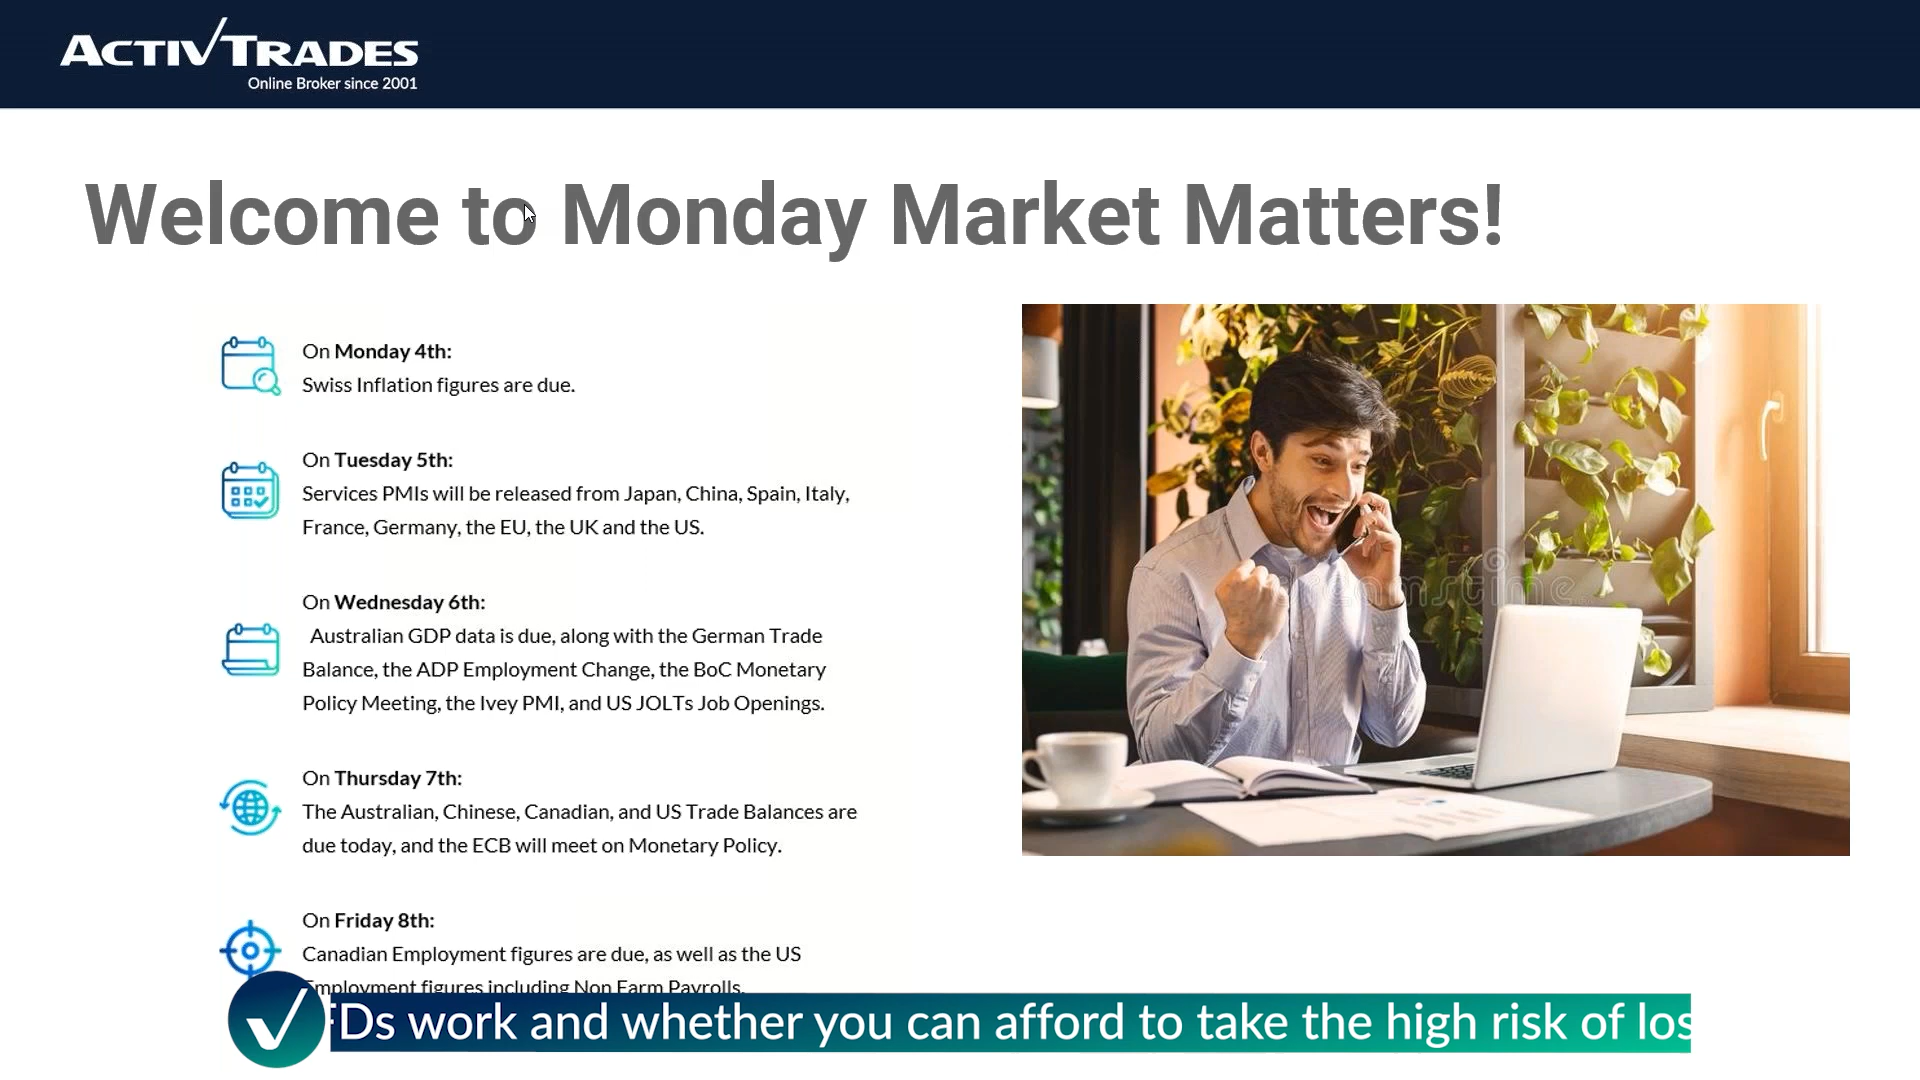 ACTIVTRADES
Online Broker since 2001
Welcome to Monday Market Matters!
On Monday 4th:
Swiss Inflation figures are due.
On Tuesday 5th:
Services PMIs will be released from Japan, China, Spain, Italy,
France, Germany, the EU, the UK and the US.
On Wednesday 6th:
Australian GDP data is due, along with the German Trade
Balance, the ADP Employment Change, the BoC Monetary
Policy Meeting, the Ivey PMI, and US JOLTs Job Openings.
On Thursday 7th:
The Australian, Chinese, Canadian, and US Trade Balances are
due today, and the ECB will meet on Monetary Policy.
On Friday 8th:
Canadian Employment figures are due, as well as the US
Employment figures including Non Farm Payrolls.
FDs work and whether you can afford to take the high risk of los
dreamstime